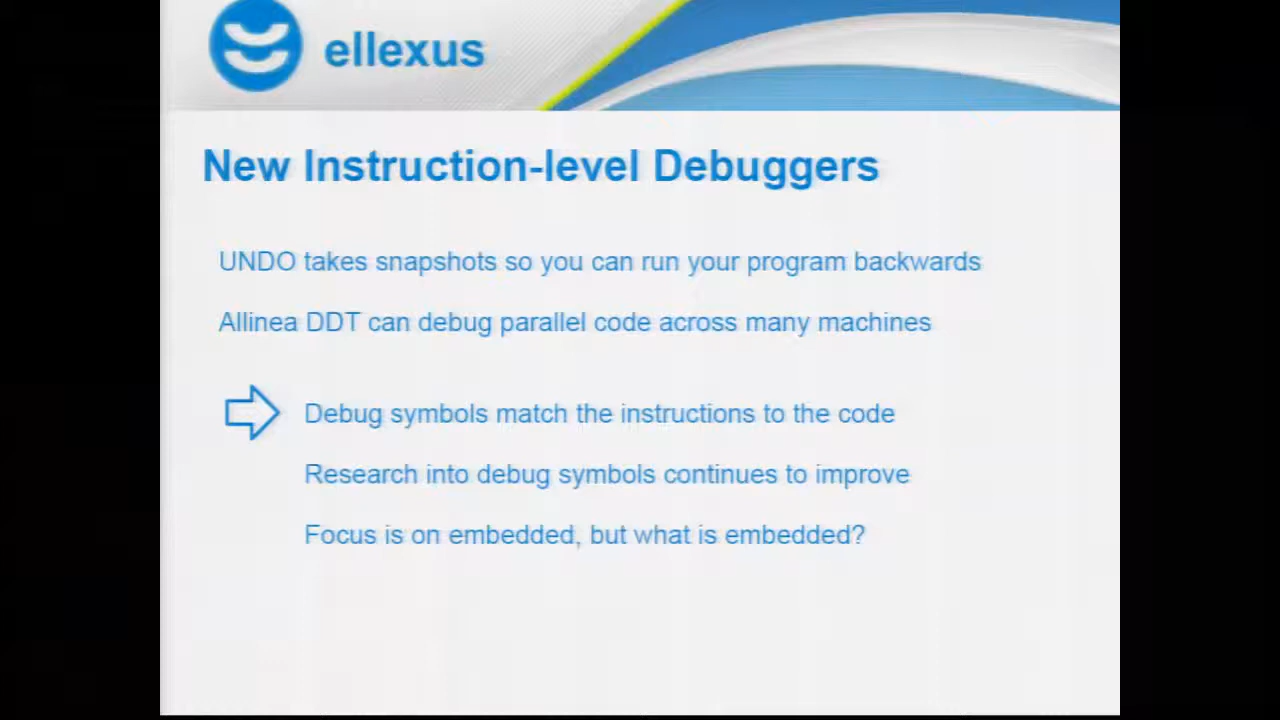 ellexus
New Instruction-level Debuggers
UNDO takes snapshots so you can run your program backwards
Allinea DDT can debug parallel code across many machines
Debug symbols match the instructions to the code
Research into debug symbols continues to improve
Focus is on embedded, but what is embedded?